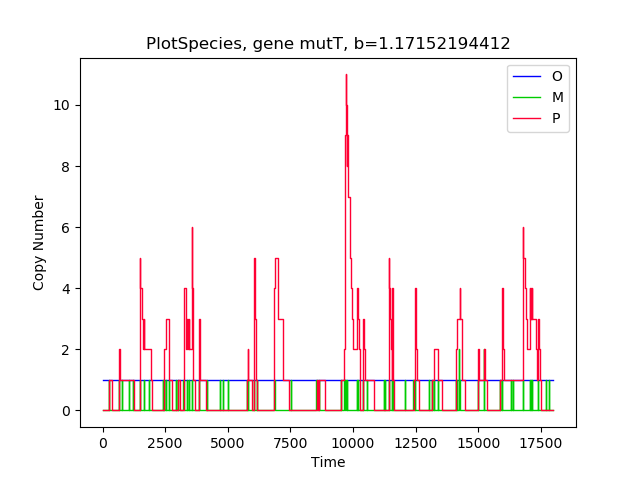 PlotSpecies, gene mutT, b=1.17152194412
O
M
P
10
8
6
4
2
0
Copy Number
0 2500 5000 7500 10000 12500 15000 17500
Time